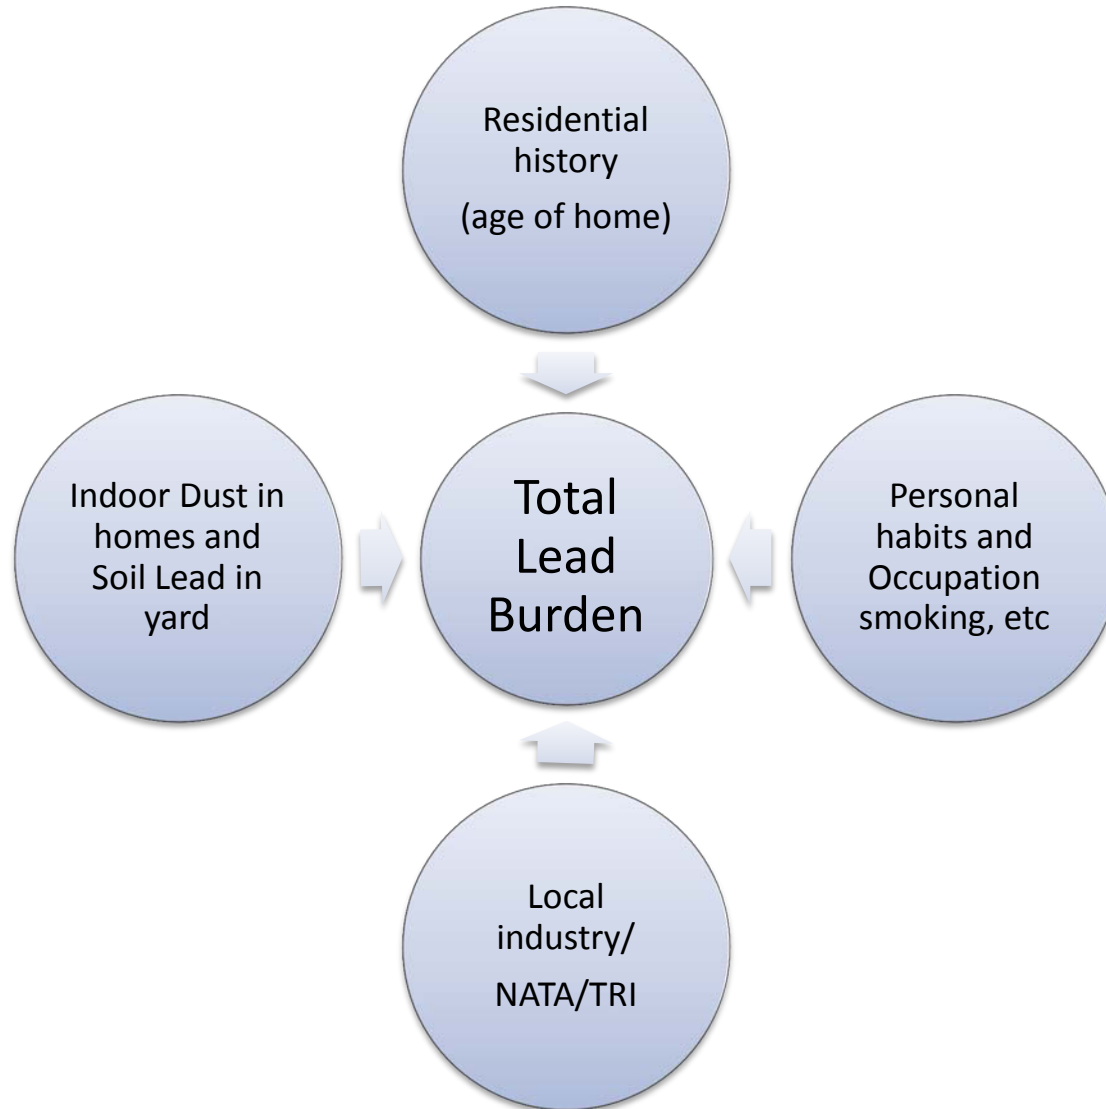 Residential
history
(age of home)
Indoor Dust in
homes and
Soil Lead in
yard
Total
Lead
Burden
Personal
habits and
Occupation
smoking, etc
Local
industry/
NATA/TRI